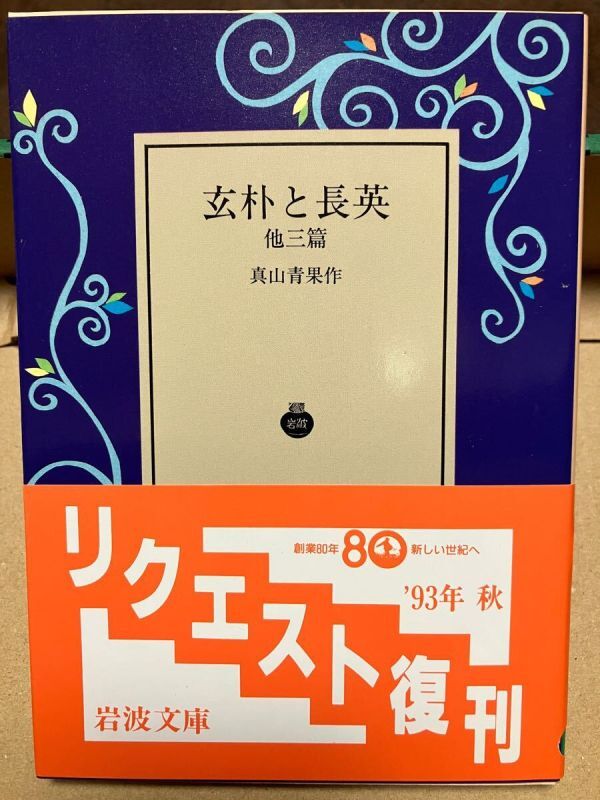 玄朴と長英
他三篇
真山青果作
岩波
創業80年 80 新しい世紀へ
'93年 秋
リクエスト復刊
岩波文庫